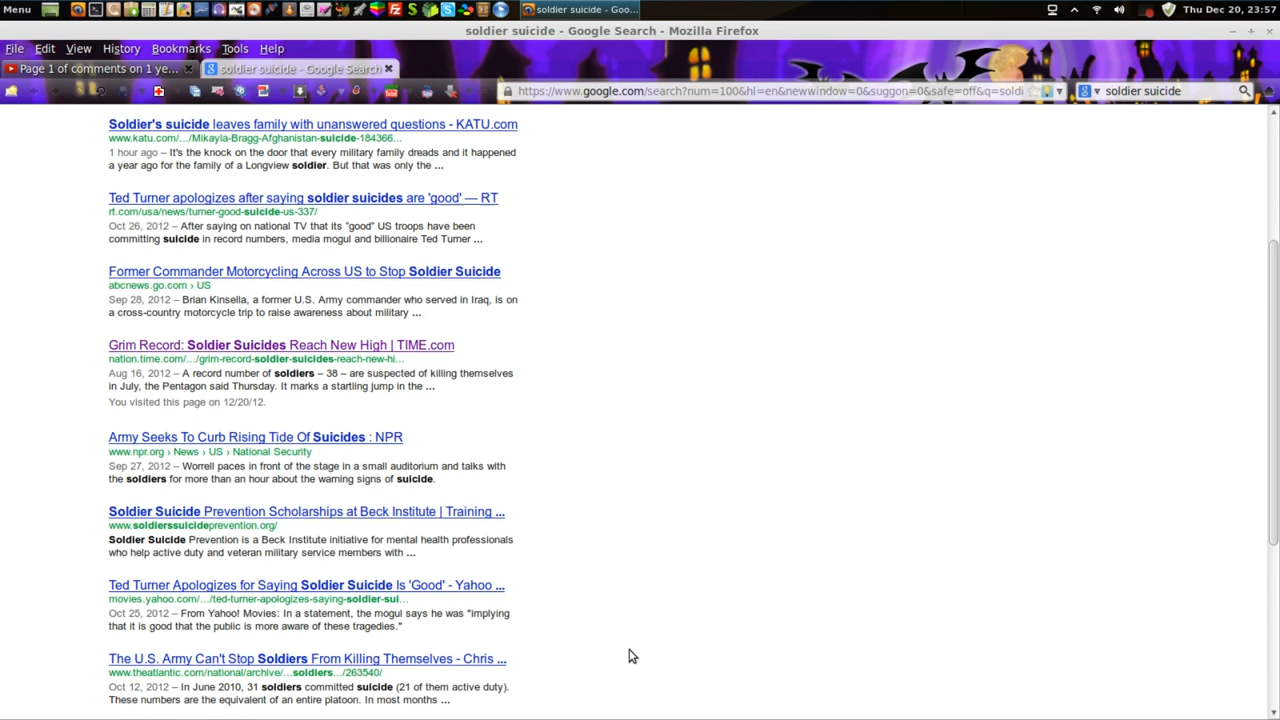 Menu
soldier suicide - Goo...
Thu Dec 20, 23:57
soldier suicide - Google Search - Mozilla Firefox
File Edit View History Bookmarks Tools Help
Page 1 of comments on 1 ye...
soldier suicide - Google Search
https://www.google.com/search?num=100&hl=en&newwindow=0&suggon=0&safe=off&q=soldi
soldier suicide
Soldier's suicide leaves family with unanswered questions - KATU.com
www.katu.com/.../Mikayla-Bragg-Afghanistan-suicide-184366...
1 hour ago – It's the knock on the door that every military family dreads and it happened
a year ago for the family of a Longview soldier. But that was only the ...
Ted Turner apologizes after saying soldier suicides are 'good' — RT
rt.com/usa/news/turner-good-suicide-us-337/
Oct 26, 2012 – After saying on national TV that its “good” US troops have been
committing suicide in record numbers, media mogul and billionaire Ted Turner ...
Former Commander Motorcycling Across US to Stop Soldier Suicide
abcnews.go.com › US
Sep 28, 2012 – Brian Kinsella, a former U.S. Army commander who served in Iraq, is on
a cross-country motorcycle trip to raise awareness about military ...
Grim Record: Soldier Suicides Reach New High | TIME.com
nation.time.com/.../grim-record-soldier-suicides-reach-new-hi...
Aug 16, 2012 – A record number of soldiers – 38 – are suspected of killing themselves
in July, the Pentagon said Thursday. It marks a startling jump in the ...
You visited this page on 12/20/12.
Army Seeks To Curb Rising Tide Of Suicides : NPR
www.npr.org › News › US › National Security
Sep 27, 2012 – Worrell paces in front of the stage in a small auditorium and talks with
the soldiers for more than an hour about the warning signs of suicide.
Soldier Suicide Prevention Scholarships at Beck Institute | Training ...
www.soldierssuicideprevention.org/
Soldier Suicide Prevention is a Beck Institute initiative for mental health professionals
who help active duty and veteran military service members with ...
Ted Turner Apologizes for Saying Soldier Suicide Is 'Good' - Yahoo ...
movies.yahoo.com/.../ted-turner-apologizes-saying-soldier-sui...
Oct 25, 2012 – From Yahoo! Movies: In a statement, the mogul says he was "implying
that it is good that the public is more aware of these tragedies."
The U.S. Army Can't Stop Soldiers From Killing Themselves - Chris ...
www.theatlantic.com/national/archive/...soldiers.../263540/
Oct 12, 2012 – In June 2010, 31 soldiers committed suicide (21 of them active duty).
These numbers are the equivalent of an entire platoon. In most months ...